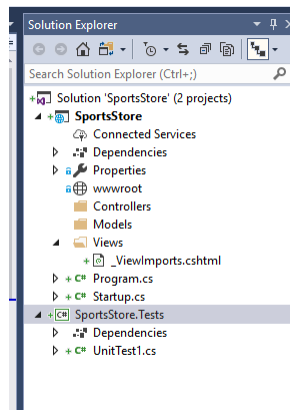 Solution Explorer
Search Solution Explorer (Ctrl+;)
Solution 'SportsStore' (2 projects)
SportsStore
Connected Services
Dependencies
Properties
wwwroot
Controllers
Models
Views
_ViewImports.cshtml
C# Program.cs
C# Startup.cs
C# SportsStore.Tests
Dependencies
C# UnitTest1.cs